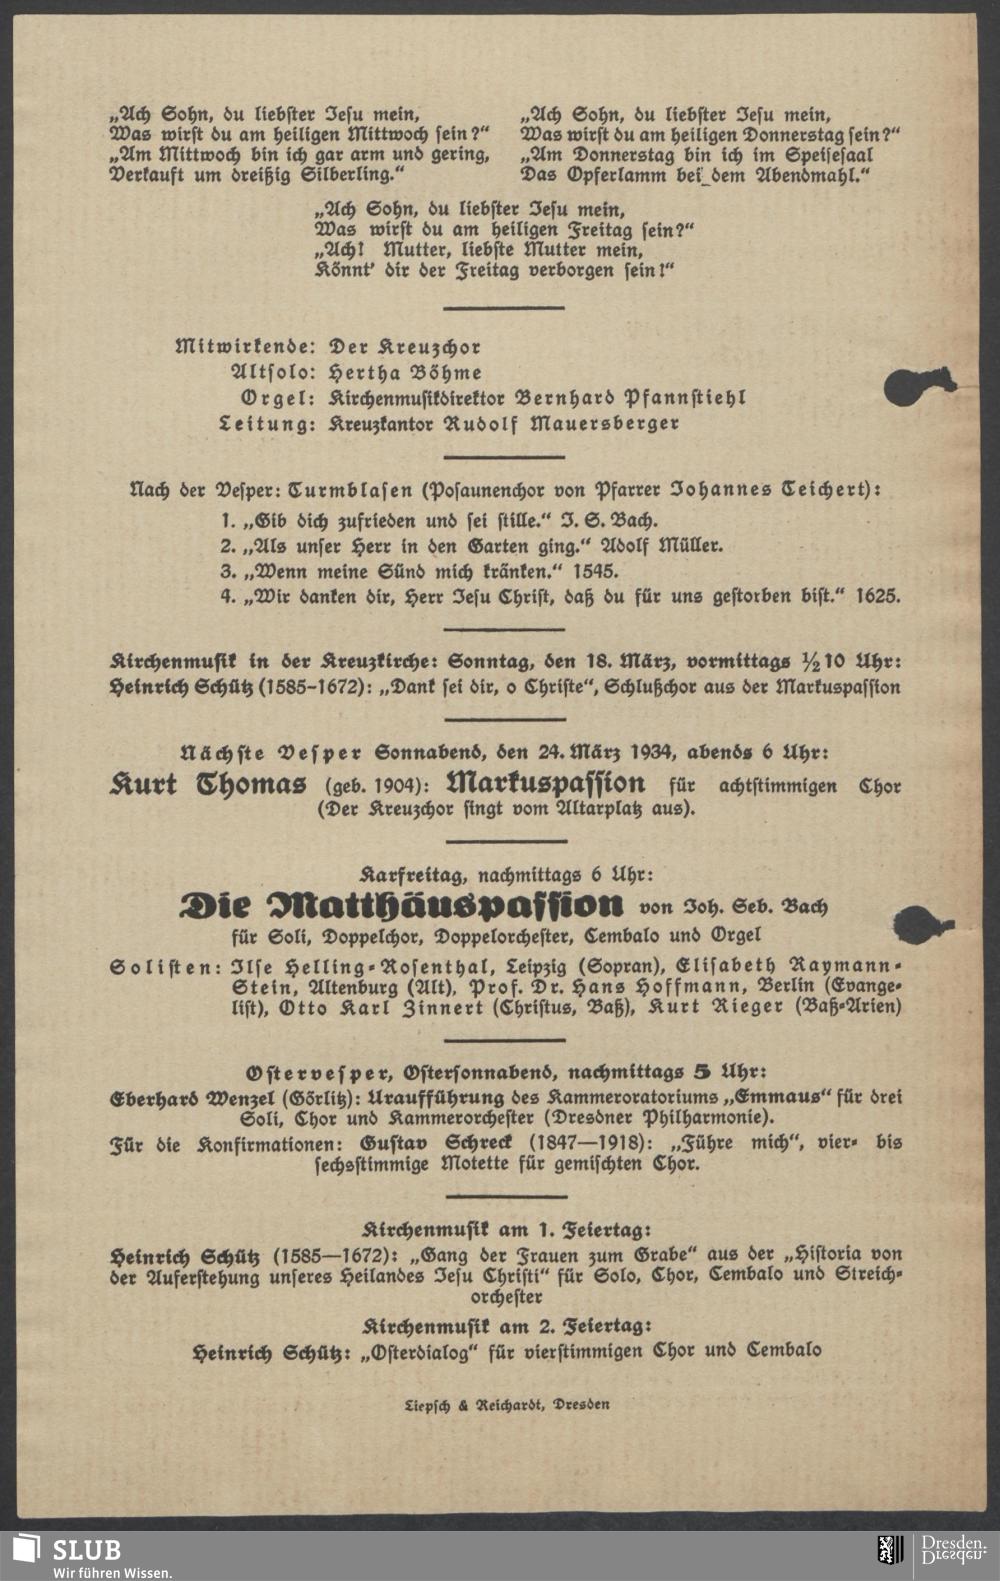 „Ach Sohn, du liebster Jesu mein,
Was wirst du am heiligen Mittwoch sein?“
„Am Mittwoch bin ich gar arm und gering,
Verkauft um dreißig Silberling.“
„Ach Sohn, du liebster Jesu mein,
Was wirst du am heiligen Donnerstag sein?“
„Am Donnerstag bin ich im Speisesaal
Das Opferlamm bei dem Abendmahl.“
„Ach Sohn, du liebster Jesu mein,
Was wirst du am heiligen Freitag sein?“
„Ach! Mutter, liebste Mutter mein,
Könnt’ dir der Freitag verborgen sein!“
Mitwirkende: Der Kreuzchor
Altsolo: Hertha Böhme
Orgel: Kirchenmusikdirektor Bernhard Pfannstiehl
Leitung: Kreuzkantor Rudolf Mauersberger
Nach der Vesper: Turmblasen (Posaunenchor von Pfarrer Johannes Teichert):
1. „Gib dich zufrieden und sei stille.“ J. S. Bach.
2. „Als unser Herr in den Garten ging.“ Adolf Müller.
3. „Wenn meine Sünd mich kränken.“ 1545.
4. „Wir danken dir, Herr Jesu Christ, daß du für uns gestorben bist.“ 1625.
Kirchenmusik in der Kreuzkirche: Sonntag, den 18. März, vormittags ½10 Uhr:
Heinrich Schütz (1585-1672): „Dank sei dir, o Christe“, Schlußchor aus der Markuspassion
Nächste Vesper Sonnabend, den 24. März 1934, abends 6 Uhr:
Kurt Thomas (geb. 1904): Markuspassion für achtstimmigen Chor
(Der Kreuzchor singt vom Altarplatz aus).
Karfreitag, nachmittags 6 Uhr:
Die Matthäuspassion von Joh. Seb. Bach
für Soli, Doppelchor, Doppelorchester, Cembalo und Orgel
Solisten: Ilse Helling-Rosenthal, Leipzig (Sopran), Elisabeth Raymann-
Stein, Altenburg (Alt), Prof. Dr. Hans Hoffmann, Berlin (Evange-
list), Otto Karl Zinnert (Christus, Baß), Kurt Rieger (Baß-Arien)
Ostervesper, Ostersonnabend, nachmittags 5 Uhr:
Eberhard Wenzel (Görlitz): Uraufführung des Kammeroratoriums „Emmaus“ für drei
Soli, Chor und Kammerorchester (Dresdner Philharmonie).
Für die Konfirmationen: Gustav Schreck (1847—1918): „Führe mich“, vier- bis
sechsstimmige Motette für gemischten Chor.
Kirchenmusik am 1. Feiertag:
Heinrich Schütz (1585—1672): „Gang der Frauen zum Grabe“ aus der „Historia von
der Auferstehung unseres Heilandes Jesu Christi“ für Solo, Chor, Cembalo und Streich-
orchester
Kirchenmusik am 2. Feiertag:
Heinrich Schütz: „Osterdialog“ für vierstimmigen Chor und Cembalo
Liepsch & Reichardt, Dresden
SLUB
Wir führen Wissen.
Dresden.
Dresden.